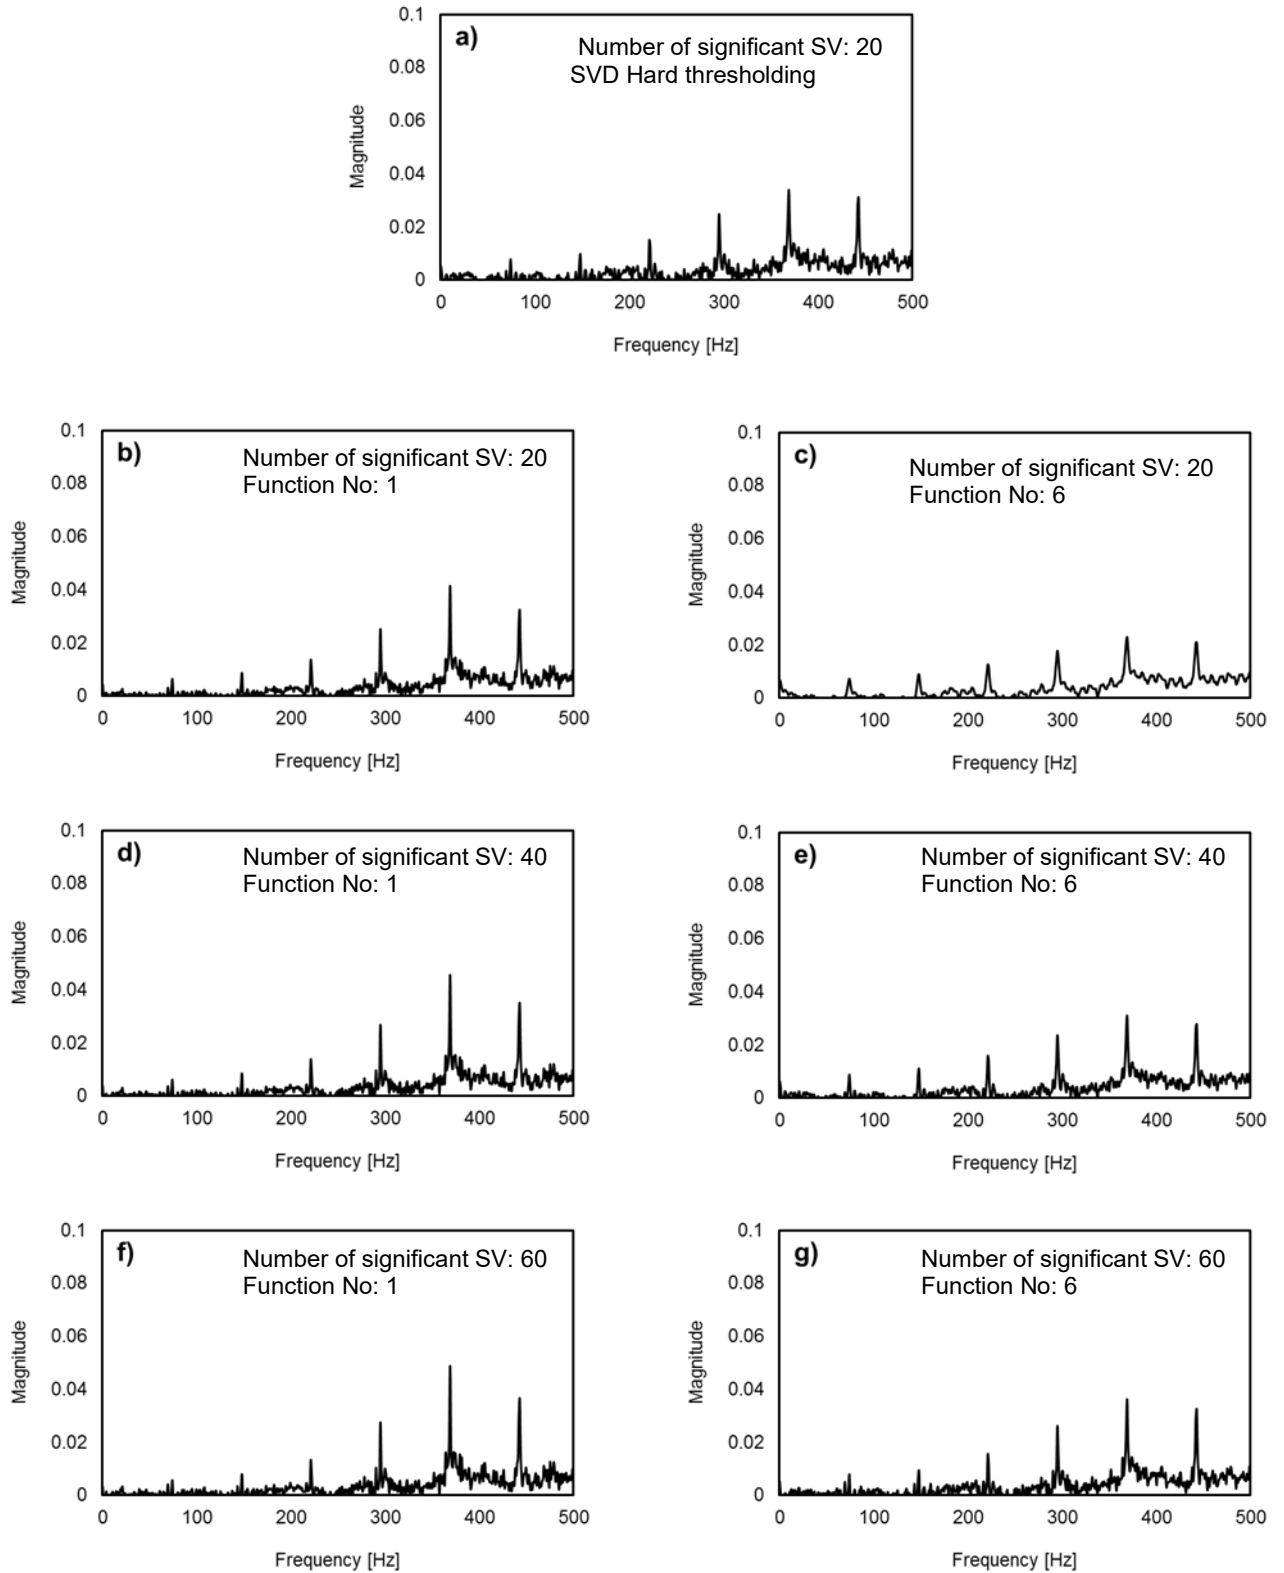 a)
Number of significant SV: 20
SVD Hard thresholding
0.1
0.08
0.06
0.04
0.02
0
Magnitude
0 100 200 300 400 500
Frequency [Hz]
b)
Number of significant SV: 20
Function No: 1
0.1
0.08
0.06
0.04
0.02
0
Magnitude
0 100 200 300 400 500
Frequency [Hz]
c)
Number of significant SV: 20
Function No: 6
0.1
0.08
0.06
0.04
0.02
0
Magnitude
0 100 200 300 400 500
Frequency [Hz]
d)
Number of significant SV: 40
Function No: 1
0.1
0.08
0.06
0.04
0.02
0
Magnitude
0 100 200 300 400 500
Frequency [Hz]
e)
Number of significant SV: 40
Function No: 6
0.1
0.08
0.06
0.04
0.02
0
Magnitude
0 100 200 300 400 500
Frequency [Hz]
f)
Number of significant SV: 60
Function No: 1
0.1
0.08
0.06
0.04
0.02
0
Magnitude
0 100 200 300 400 500
Frequency [Hz]
g)
Number of significant SV: 60
Function No: 6
0.1
0.08
0.06
0.04
0.02
0
Magnitude
0 100 200 300 400 500
Frequency [Hz]